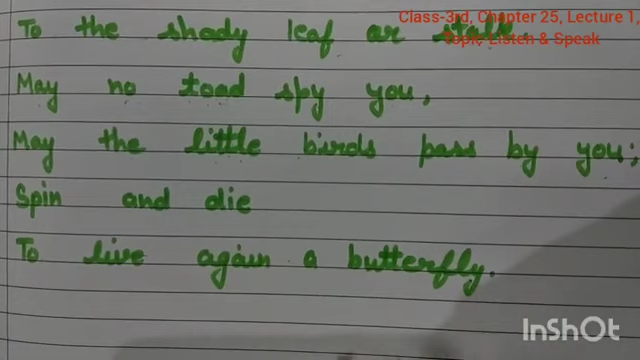 Class-3rd, Chapter 25, Lecture 1,
Topic-Listen & Speak
To the shady leaf or stalk.
May no toad spy you,
May the little birds pass by you;
Spin and die
To live again a butterfly.
InShOt